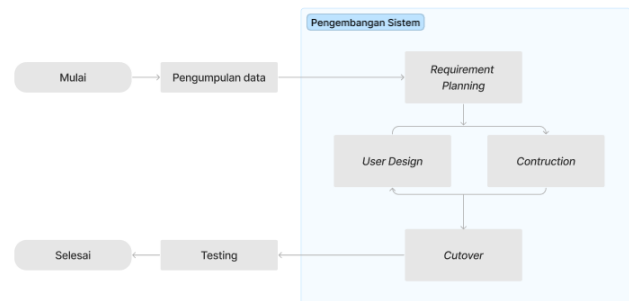 Pengembangan Sistem
Mulai
Pengumpulan data
Requirement
Planning
User Design
Contruction
Selesai
Testing
Cutover